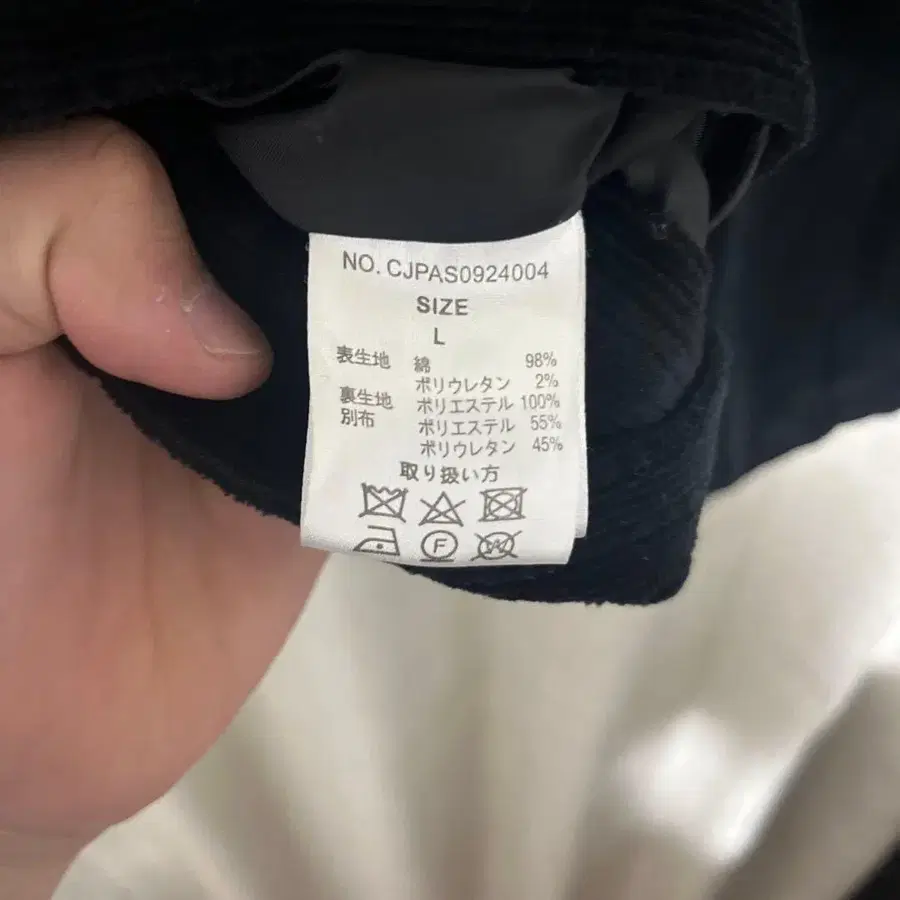 NO. CJPAS0924004
SIZE
L
表生地 綿 98%
ポリウレタン 2%
裏生地 ポリエステル 100%
別布 ポリエステル 55%
ポリウレタン 45%
取り扱い方
F
W